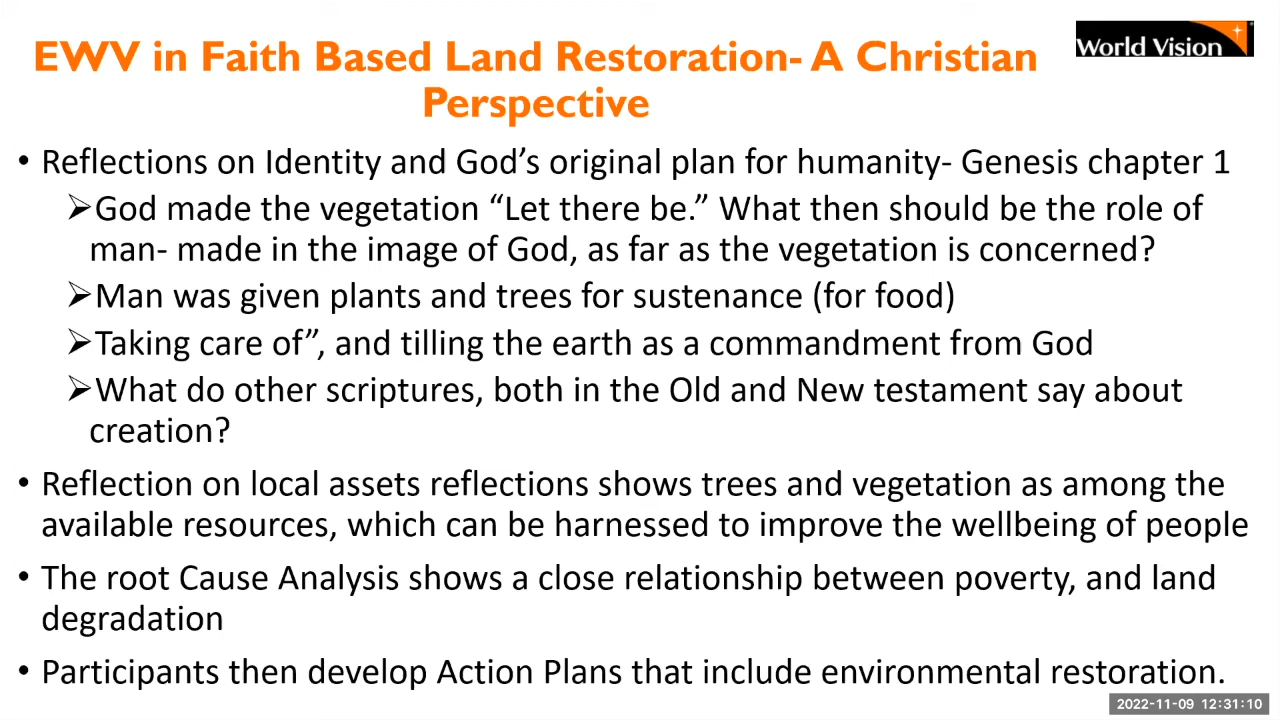 EWV in Faith Based Land Restoration- A Christian
Perspective
World Vision
• Reflections on Identity and God’s original plan for humanity- Genesis chapter 1
➢God made the vegetation “Let there be.” What then should be the role of
man- made in the image of God, as far as the vegetation is concerned?
➢Man was given plants and trees for sustenance (for food)
➢Taking care of”, and tilling the earth as a commandment from God
➢What do other scriptures, both in the Old and New testament say about
creation?
• Reflection on local assets reflections shows trees and vegetation as among the
available resources, which can be harnessed to improve the wellbeing of people
• The root Cause Analysis shows a close relationship between poverty, and land
degradation
• Participants then develop Action Plans that include environmental restoration.
2022-11-09 12:31:10